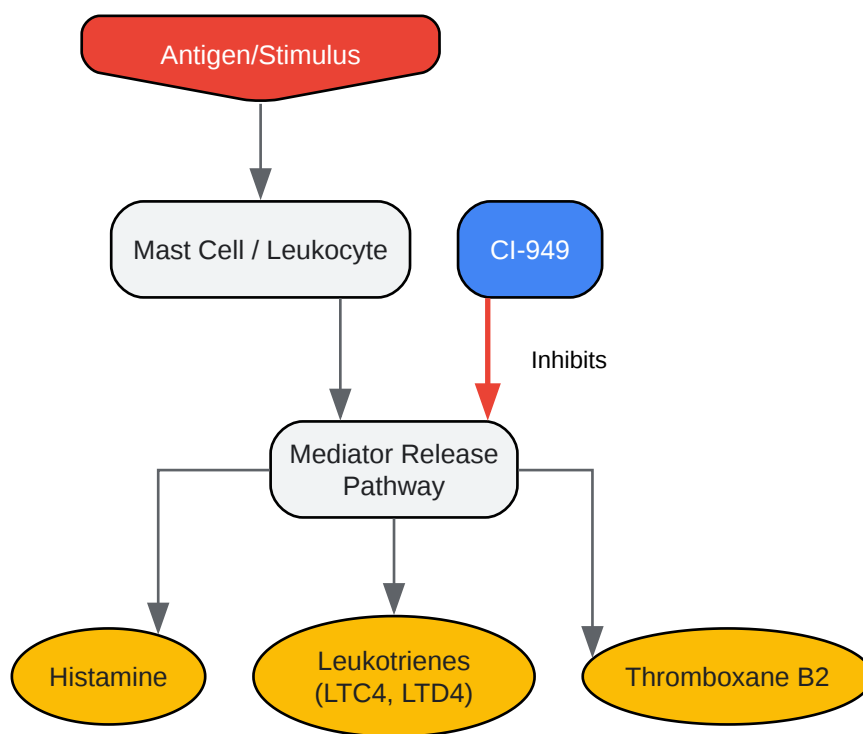 Antigen/Stimulus
Mast Cell / Leukocyte
CI-949
Inhibits
Mediator Release
Pathway
Histamine
Leukotrienes
(LTC4, LTD4)
Thromboxane B2